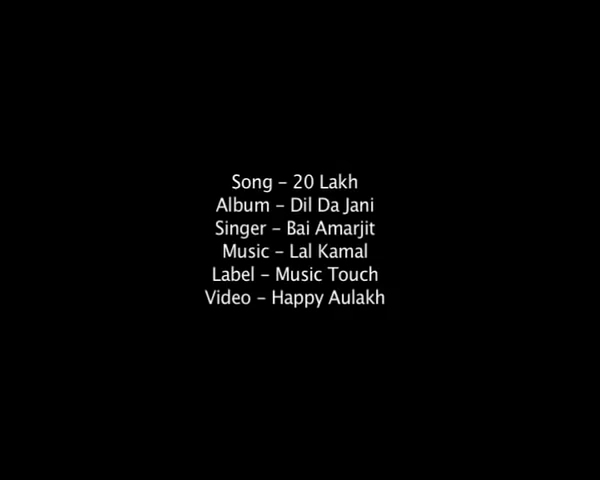 Song – 20 Lakh
Album – Dil Da Jani
Singer – Bai Amarjit
Music – Lal Kamal
Label – Music Touch
Video – Happy Aulakh